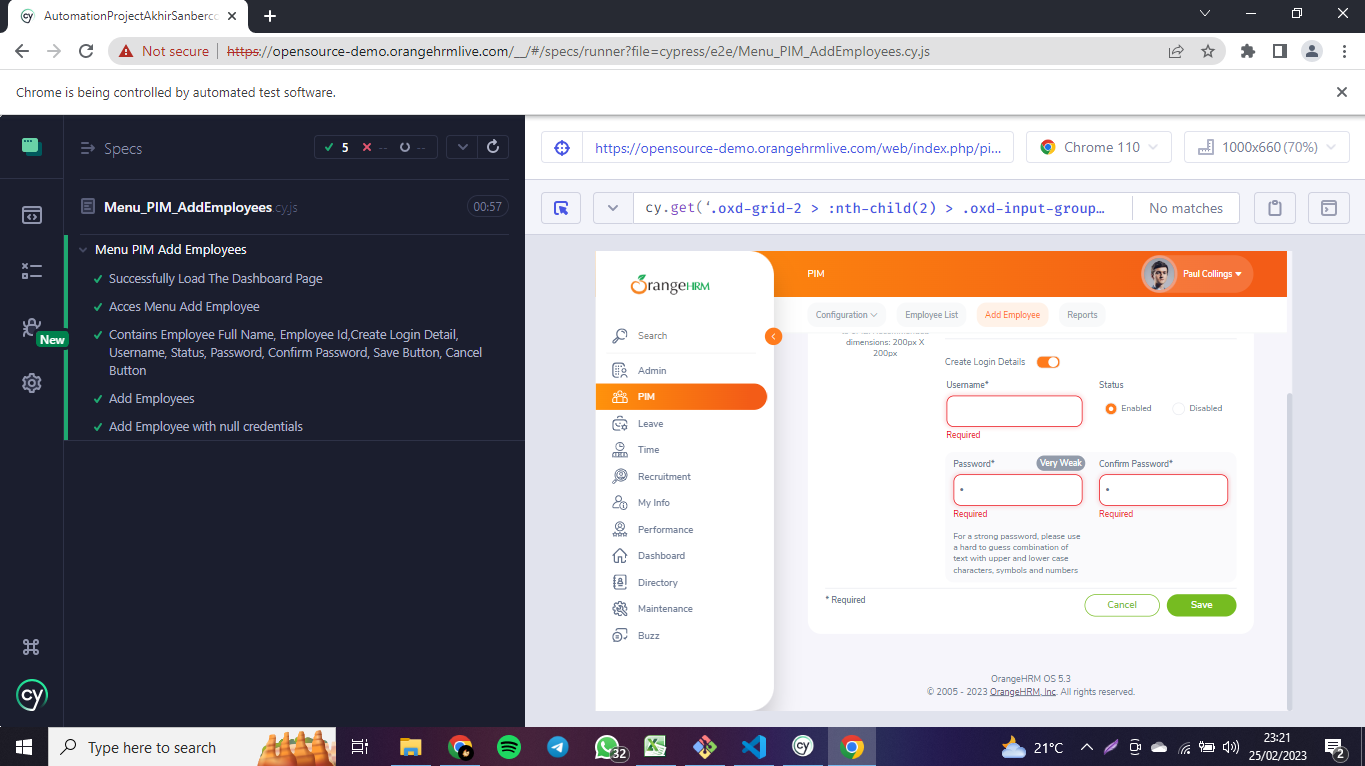 AutomationProjectAkhirSanberco
Not secure
https://opensource-demo.orangehrmlive.com/__/#/specs/runner?file=cypress/e2e/Menu_PIM_AddEmployees.cy.js
Chrome is being controlled by automated test software.
Specs
5 -- --
Menu_PIM_AddEmployees.cy.js 00:57
Menu PIM Add Employees
Successfully Load The Dashboard Page
Acces Menu Add Employee
Contains Employee Full Name, Employee Id,Create Login Detail,
Username, Status, Password, Confirm Password, Save Button, Cancel
Button
Add Employees
Add Employee with null credentials
New
cy
https://opensource-demo.orangehrmlive.com/web/index.php/pi...
Chrome 110
1000x660 (70%)
cy.get(‘.oxd-grid-2 > :nth-child(2) > .oxd-input-group…
No matches
OrangeHRM
Search
Admin
PIM
Leave
Time
Recruitment
My Info
Performance
Dashboard
Directory
Maintenance
Buzz
PIM
Paul Collings
Configuration
Employee List
Add Employee
Reports
dimensions: 200px X
200px
Create Login Details
Username*
Status
Enabled
Disabled
Required
Password*
Very Weak
Confirm Password*
Required
Required
For a strong password, please use
a hard to guess combination of
text with upper and lower case
characters, symbols and numbers
* Required
Cancel
Save
OrangeHRM OS 5.3
© 2005 - 2023 OrangeHRM, Inc. All rights reserved.
Type here to search
32
21°C
23:21
25/02/2023
2